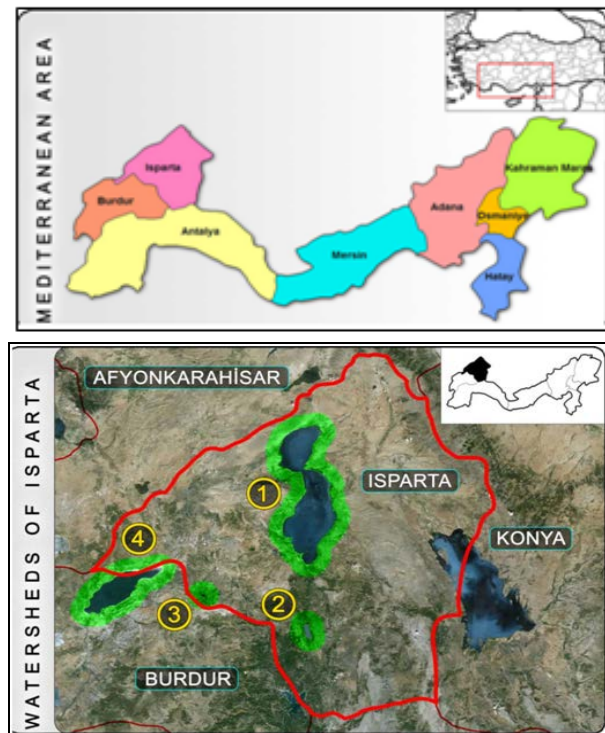 MEDITERRANEAN AREA
Isparta
Burdur
Antalya
Mersin
Adana
Kahraman Maraş
Osmaniye
Hatay
WATERSHEDS OF ISPARTA
AFYONKARAHİSAR
1
ISPARTA
KONYA
4
3
2
BURDUR